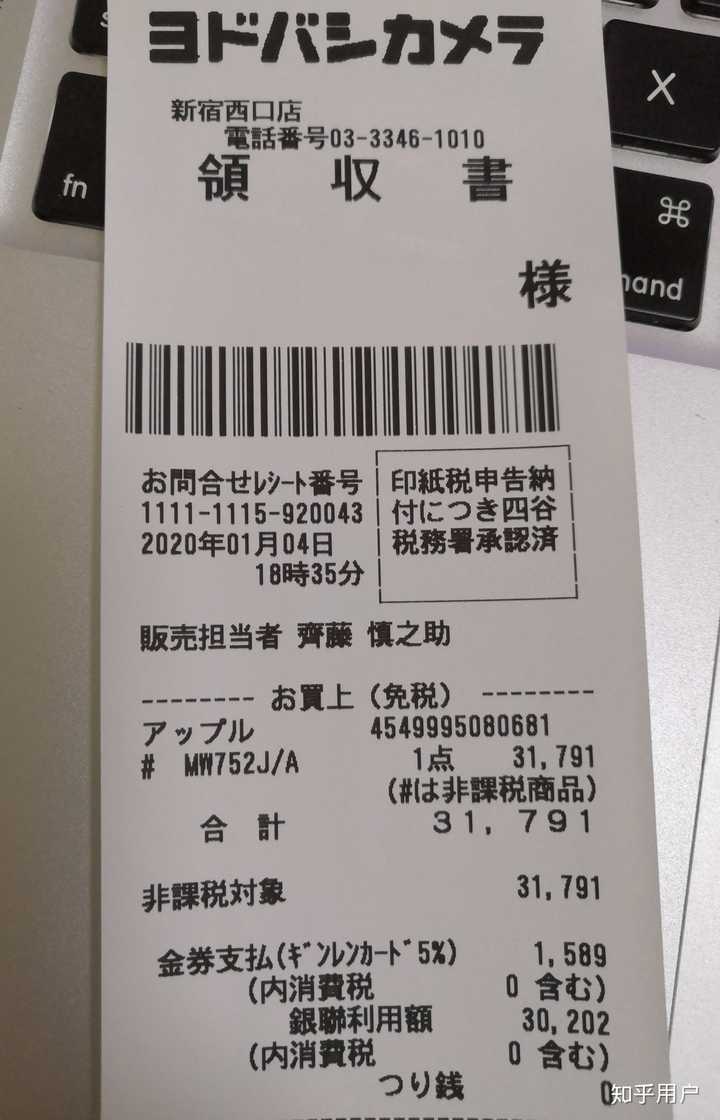 ヨドバシカメラ
新宿西口店
電話番号03-3346-1010
領 収 書
様
お問合せﾚｼｰﾄ番号
1111-1115-920043
2020年01月04日
18時35分
印紙税申告納
付につき四谷
税務署承認済
販売担当者 齊藤 慎之助
-------- お買上（免税） --------
アップル 4549995080681
# MW752J/A 1点 31,791
(#は非課税商品)
合 計 31,791
非課税対象 31,791
金券支払(ｷﾞﾝﾚﾝｶｰﾄﾞ5%) 1,589
(内消費税 0 含む)
銀聯利用額 30,202
(内消費税 0 含む)
つり銭 0
fn
X
⌘
mand
知乎用户